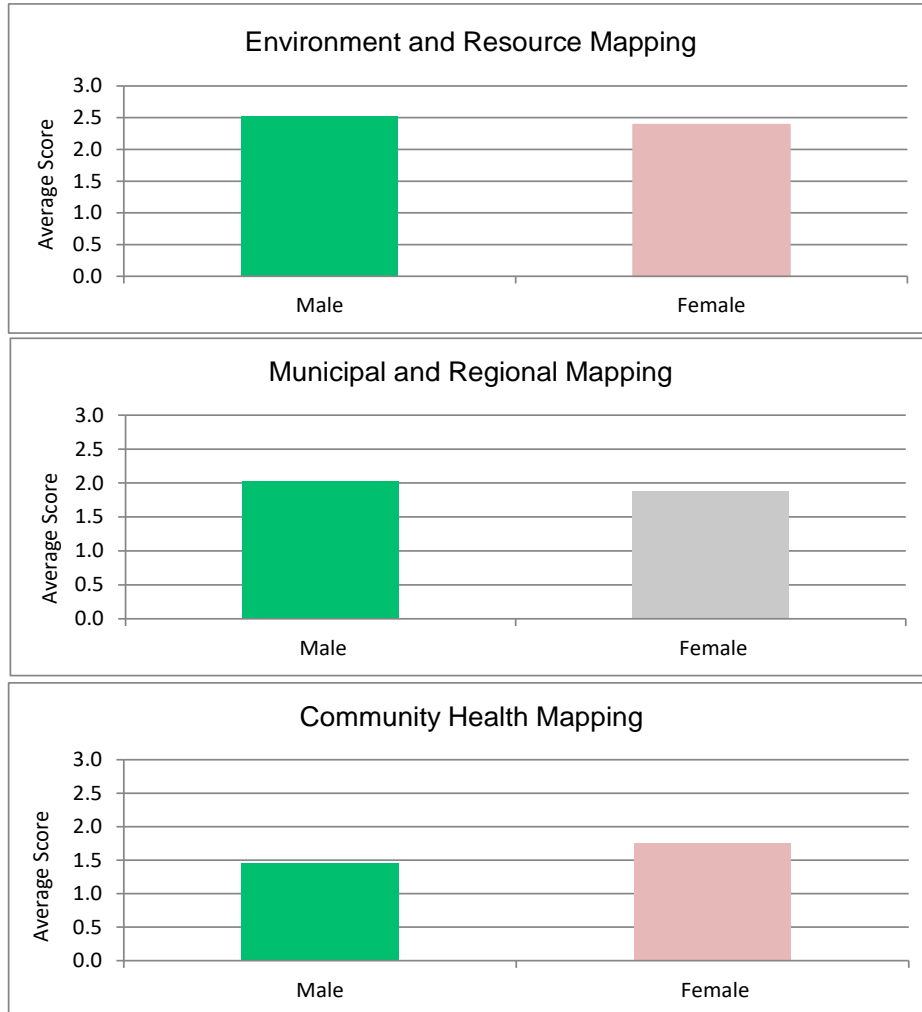 Environment and Resource Mapping
3.0
2.5
2.0
1.5
1.0
0.5
0.0
Average Score
Male Female
Municipal and Regional Mapping
3.0
2.5
2.0
1.5
1.0
0.5
0.0
Average Score
Male Female
Community Health Mapping
3.0
2.5
2.0
1.5
1.0
0.5
0.0
Average Score
Male Female